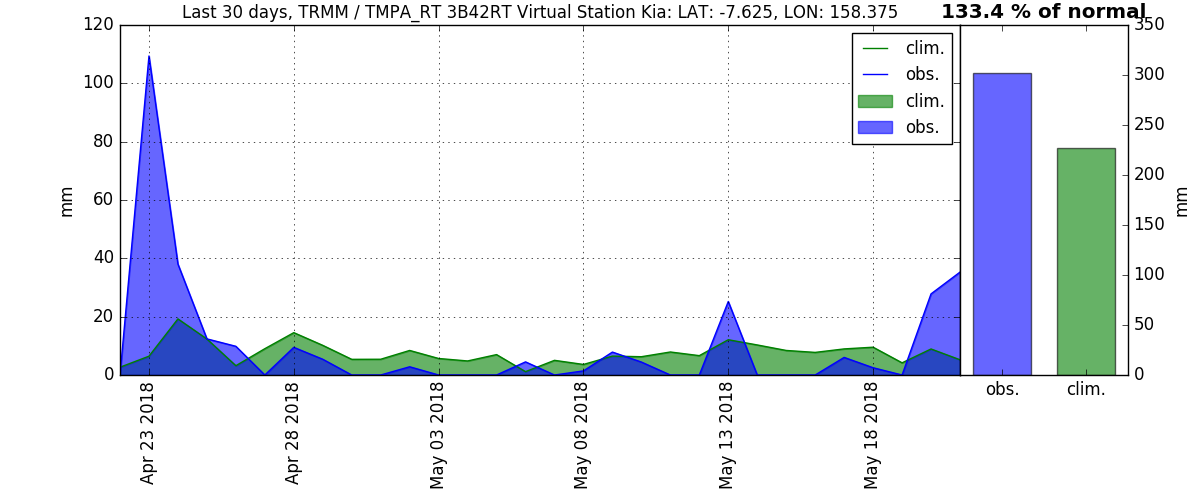 Last 30 days, TRMM / TMPA_RT 3B42RT Virtual Station Kia: LAT: -7.625, LON: 158.375
133.4 % of normal
120
100
80
60
40
20
0
mm
clim.
obs.
clim.
obs.
350
300
250
200
150
100
50
0
mm
Apr 23 2018
Apr 28 2018
May 03 2018
May 08 2018
May 13 2018
May 18 2018
obs.
clim.